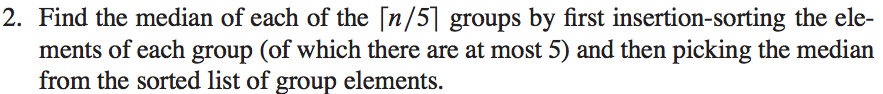 2. Find the median of each of the ⌈n/5⌉ groups by first insertion-sorting the ele-
ments of each group (of which there are at most 5) and then picking the median
from the sorted list of group elements.